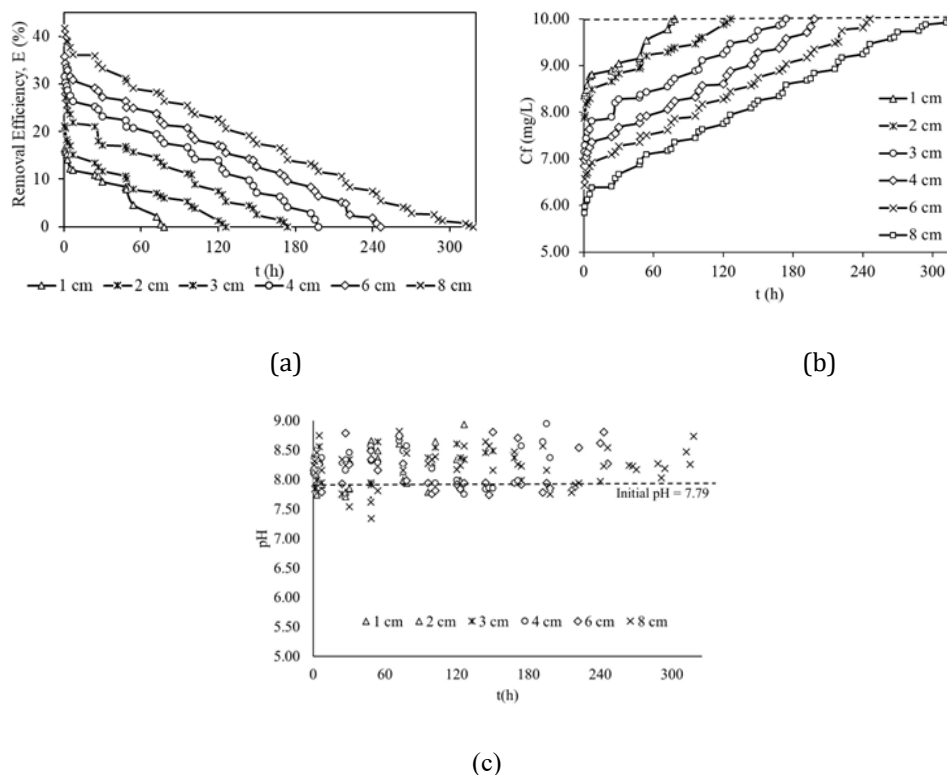 Removal Efficiency, E (%)
40
30
20
10
0
0 60 120 180 240 300
t (h)
1 cm 2 cm 3 cm 4 cm 6 cm 8 cm
(a)
Cf (mg/L)
10.00
9.00
8.00
7.00
6.00
5.00
0 60 120 180 240 300
t (h)
1 cm
2 cm
3 cm
4 cm
6 cm
8 cm
(b)
pH
9.00
8.50
8.00
7.50
7.00
6.50
6.00
5.50
5.00
Initial pH = 7.79
1 cm 2 cm 3 cm 4 cm 6 cm 8 cm
0 60 120 180 240 300
t(h)
(c)